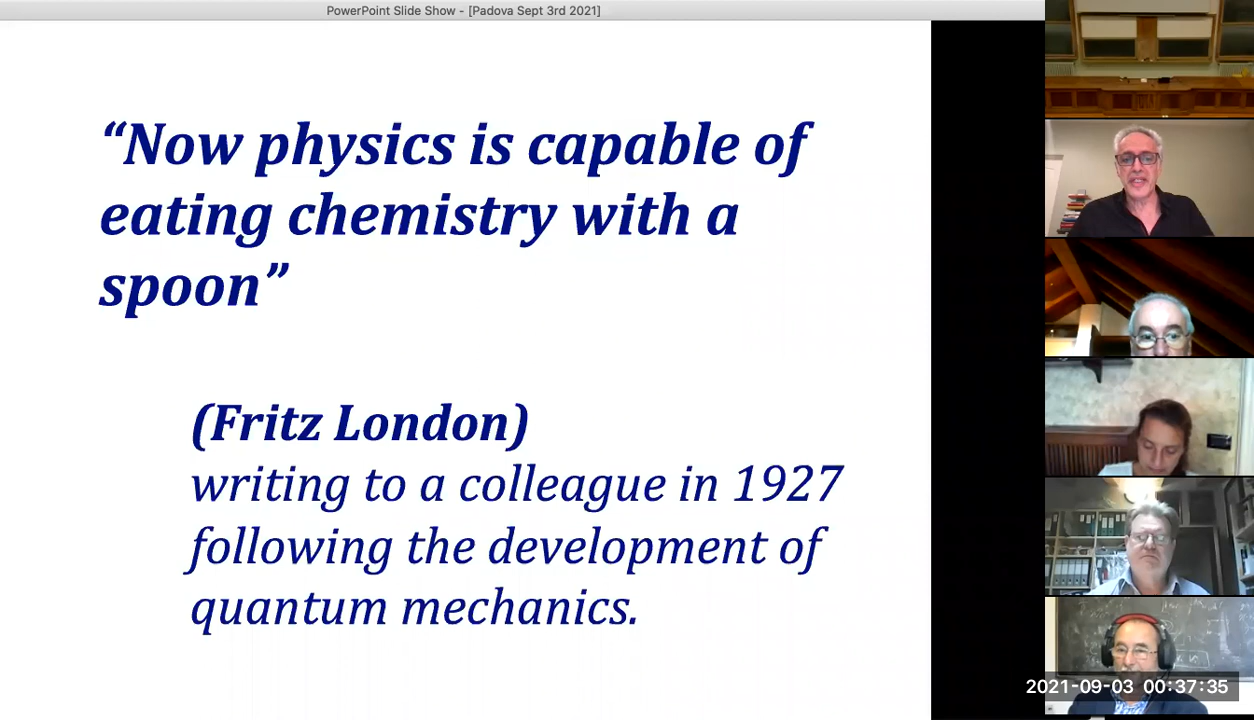 PowerPoint Slide Show - [Padova Sept 3rd 2021]
“Now physics is capable of
eating chemistry with a
spoon”
(Fritz London)
writing to a colleague in 1927
following the development of
quantum mechanics.
2021-09-03 00:37:35